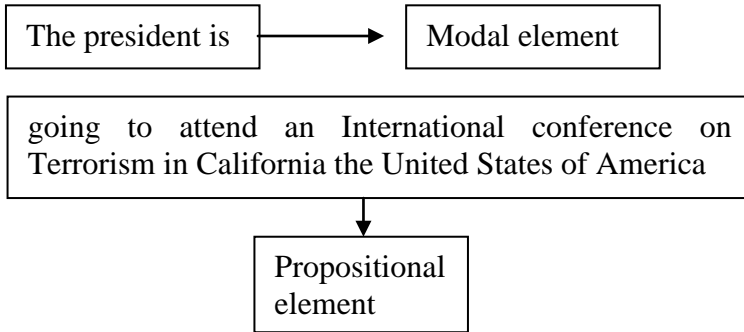 The president is
Modal element
going to attend an International conference on
Terrorism in California the United States of America
Propositional
element